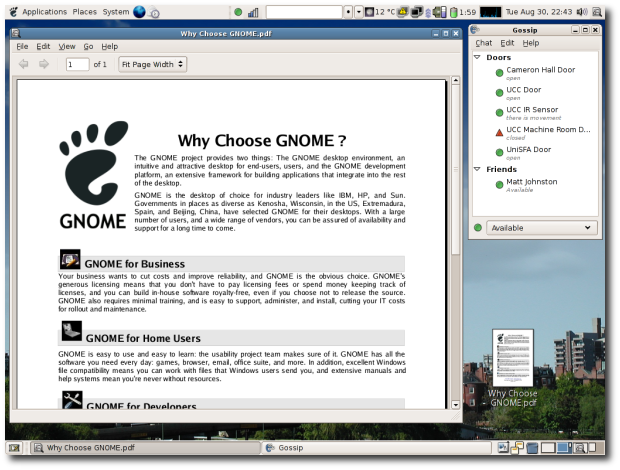 Applications Places System
12 °C
1:59
Tue Aug 30, 22:43
Why Choose GNOME.pdf
File Edit View Go Help
1 of 1
Fit Page Width
Why Choose GNOME ?
The GNOME project provides two things: The GNOME desktop environment, an
intuitive and attractive desktop for end-users, users, and the GNOME development
platform, an extensive framework for building applications that integrate into the rest
of the desktop.
GNOME is the desktop of choice for industry leaders like IBM, HP, and Sun.
Governments in places as diverse as Kenosha, Wisconsin, in the US, Extremadura,
Spain, and Beijing, China, have selected GNOME for their desktops. With a large
number of users, and a wide range of vendors, you can be assured of availability and
support for a long time to come.
GNOME
GNOME for Business
Your business wants to cut costs and improve reliability, and GNOME is the obvious choice. GNOME's
generous licensing means that you don't have to pay licensing fees or spend money keeping track of
licenses, and you can build in-house software royalty-free, even if you choose not to release the source.
GNOME also requires minimal training, and is easy to support, administer, and install, cutting your IT costs
for rollout and maintenance.
GNOME for Home Users
GNOME is easy to use and easy to learn: the usability project team makes sure of it. GNOME has all the
software you need every day: games, browser, email, office suite, and more. In addition, excellent Windows
file compatibility means you can work with files that Windows users send you, and extensive manuals and
help systems mean you're never without resources.
GNOME for Developers
Gossip
Chat Edit Help
Doors
Cameron Hall Door
open
UCC Door
open
UCC IR Sensor
there is movement
UCC Machine Room D...
closed
UniSFA Door
open
Friends
Matt Johnston
Available
Available
Why Choose
GNOME.pdf
Why Choose GNOME.pdf
Gossip